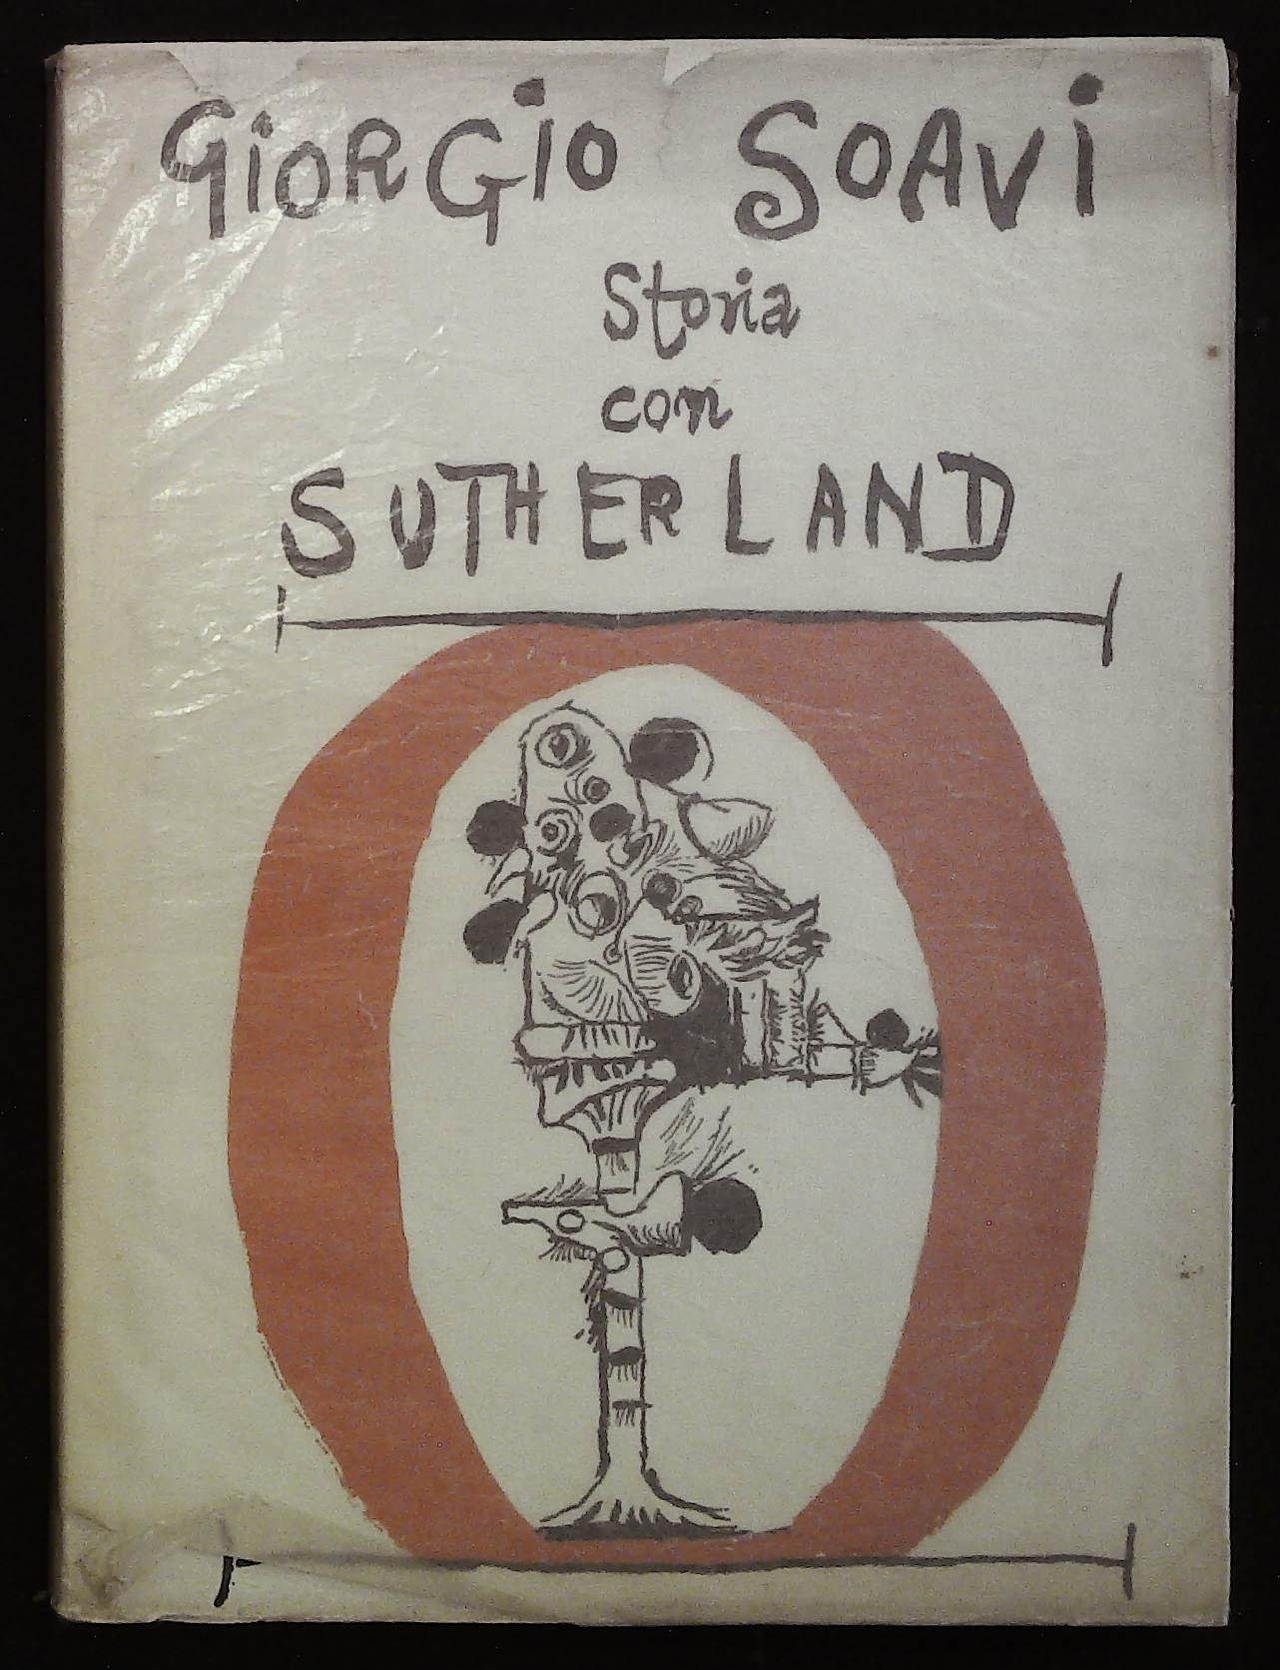 GiORGiO SOAVi
Storia
con
SUTHERLAND